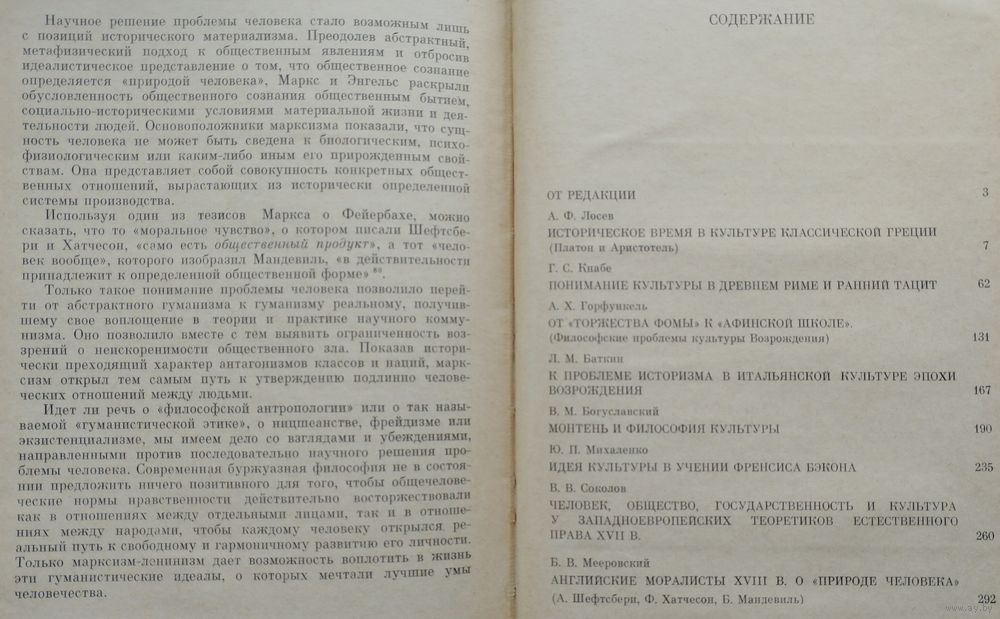 Научное решение проблемы человека стало возможным лишь
с позиций исторического материализма. Преодолев абстрактный,
метафизический подход к общественным явлениям и отбросив
идеалистическое представление о том, что общественное сознание
определяется «природой человека», Маркс и Энгельс раскрыли
обусловленность общественного сознания общественным бытием,
социально-историческими условиями материальной жизни и дея-
тельности людей. Основоположники марксизма показали, что сущ-
ность человека не может быть сведена к биологическим, психо-
физиологическим или каким-либо иным его прирожденным свой-
ствам. Она представляет собой совокупность конкретных общест-
венных отношений, вырастающих из исторически определенной
системы производства.
Используя один из тезисов Маркса о Фейербахе, можно
сказать, что то «моральное чувство», о котором писали Шефтсбе-
ри и Хатчесон, «само есть общественный продукт», а тот «чело-
век вообще», которого изобразил Мандевиль, «в действительности
принадлежит к определенной общественной форме»
Только такое понимание проблемы человека позволило перей-
ти от абстрактного гуманизма к гуманизму реальному, получив-
шему свое воплощение в теории и практике научного комму-
низма. Оно позволило вместе с тем выявить ограниченность воз-
зрений о неискоренимости общественного зла. Показав истори-
чески преходящий характер антагонизмов классов и наций, марк-
сизм открыл тем самым путь к утверждению подлинно челове-
ческих отношений между людьми.
Идет ли речь о «философской антропологии» или о так назы-
ваемой «гуманистической этике», о ницшеанстве, фрейдизме или
экзистенциализме, мы имеем дело со взглядами и убеждениями,
направленными против последовательно научного решения про-
блемы человека. Современная буржуазная философия не в состоя-
нии предложить ничего позитивного для того, чтобы общечелове-
ческие нормы нравственности действительно восторжествовали
как в отношениях между отдельными лицами, так и в отноше-
ниях между народами, чтобы каждому человеку открылся ре-
альный путь к свободному и гармоничному развитию его личности.
Только марксизм-ленинизм дает возможность воплотить в жизнь
эти гуманистические идеалы, о которых мечтали лучшие умы
человечества.
СОДЕРЖАНИЕ
ОТ РЕДАКЦИИ 3
А. Ф. Лосев
ИСТОРИЧЕСКОЕ ВРЕМЯ В КУЛЬТУРЕ КЛАССИЧЕСКОЙ ГРЕЦИИ
(Платон и Аристотель) 7
Г. С. Кнабе
ПОНИМАНИЕ КУЛЬТУРЫ В ДРЕВНЕМ РИМЕ И РАННИЙ ТАЦИТ 62
А. Х. Горфункель
ОТ «ТОРЖЕСТВА ФОМЫ» К «АФИНСКОЙ ШКОЛЕ».
(Философские проблемы культуры Возрождения) 131
Л. М. Баткин
К ПРОБЛЕМЕ ИСТОРИЗМА В ИТАЛЬЯНСКОЙ КУЛЬТУРЕ ЭПОХИ
ВОЗРОЖДЕНИЯ 167
В. М. Богуславский
МОНТЕНЬ И ФИЛОСОФИЯ КУЛЬТУРЫ 190
Ю. П. Михаленко
ИДЕЯ КУЛЬТУРЫ В УЧЕНИИ ФРЕНСИСА БЭКОНА 235
В. В. Соколов
ЧЕЛОВЕК, ОБЩЕСТВО, ГОСУДАРСТВЕННОСТЬ И КУЛЬТУРА
У ЗАПАДНОЕВРОПЕЙСКИХ ТЕОРЕТИКОВ ЕСТЕСТВЕННОГО
ПРАВА XVII В. 260
Б. В. Мееровский
АНГЛИЙСКИЕ МОРАЛИСТЫ XVIII В. О «ПРИРОДЕ ЧЕЛОВЕКА»
(А. Шефтсбери, Ф. Хатчесон, Б. Мандевиль) 292
www.ay.by